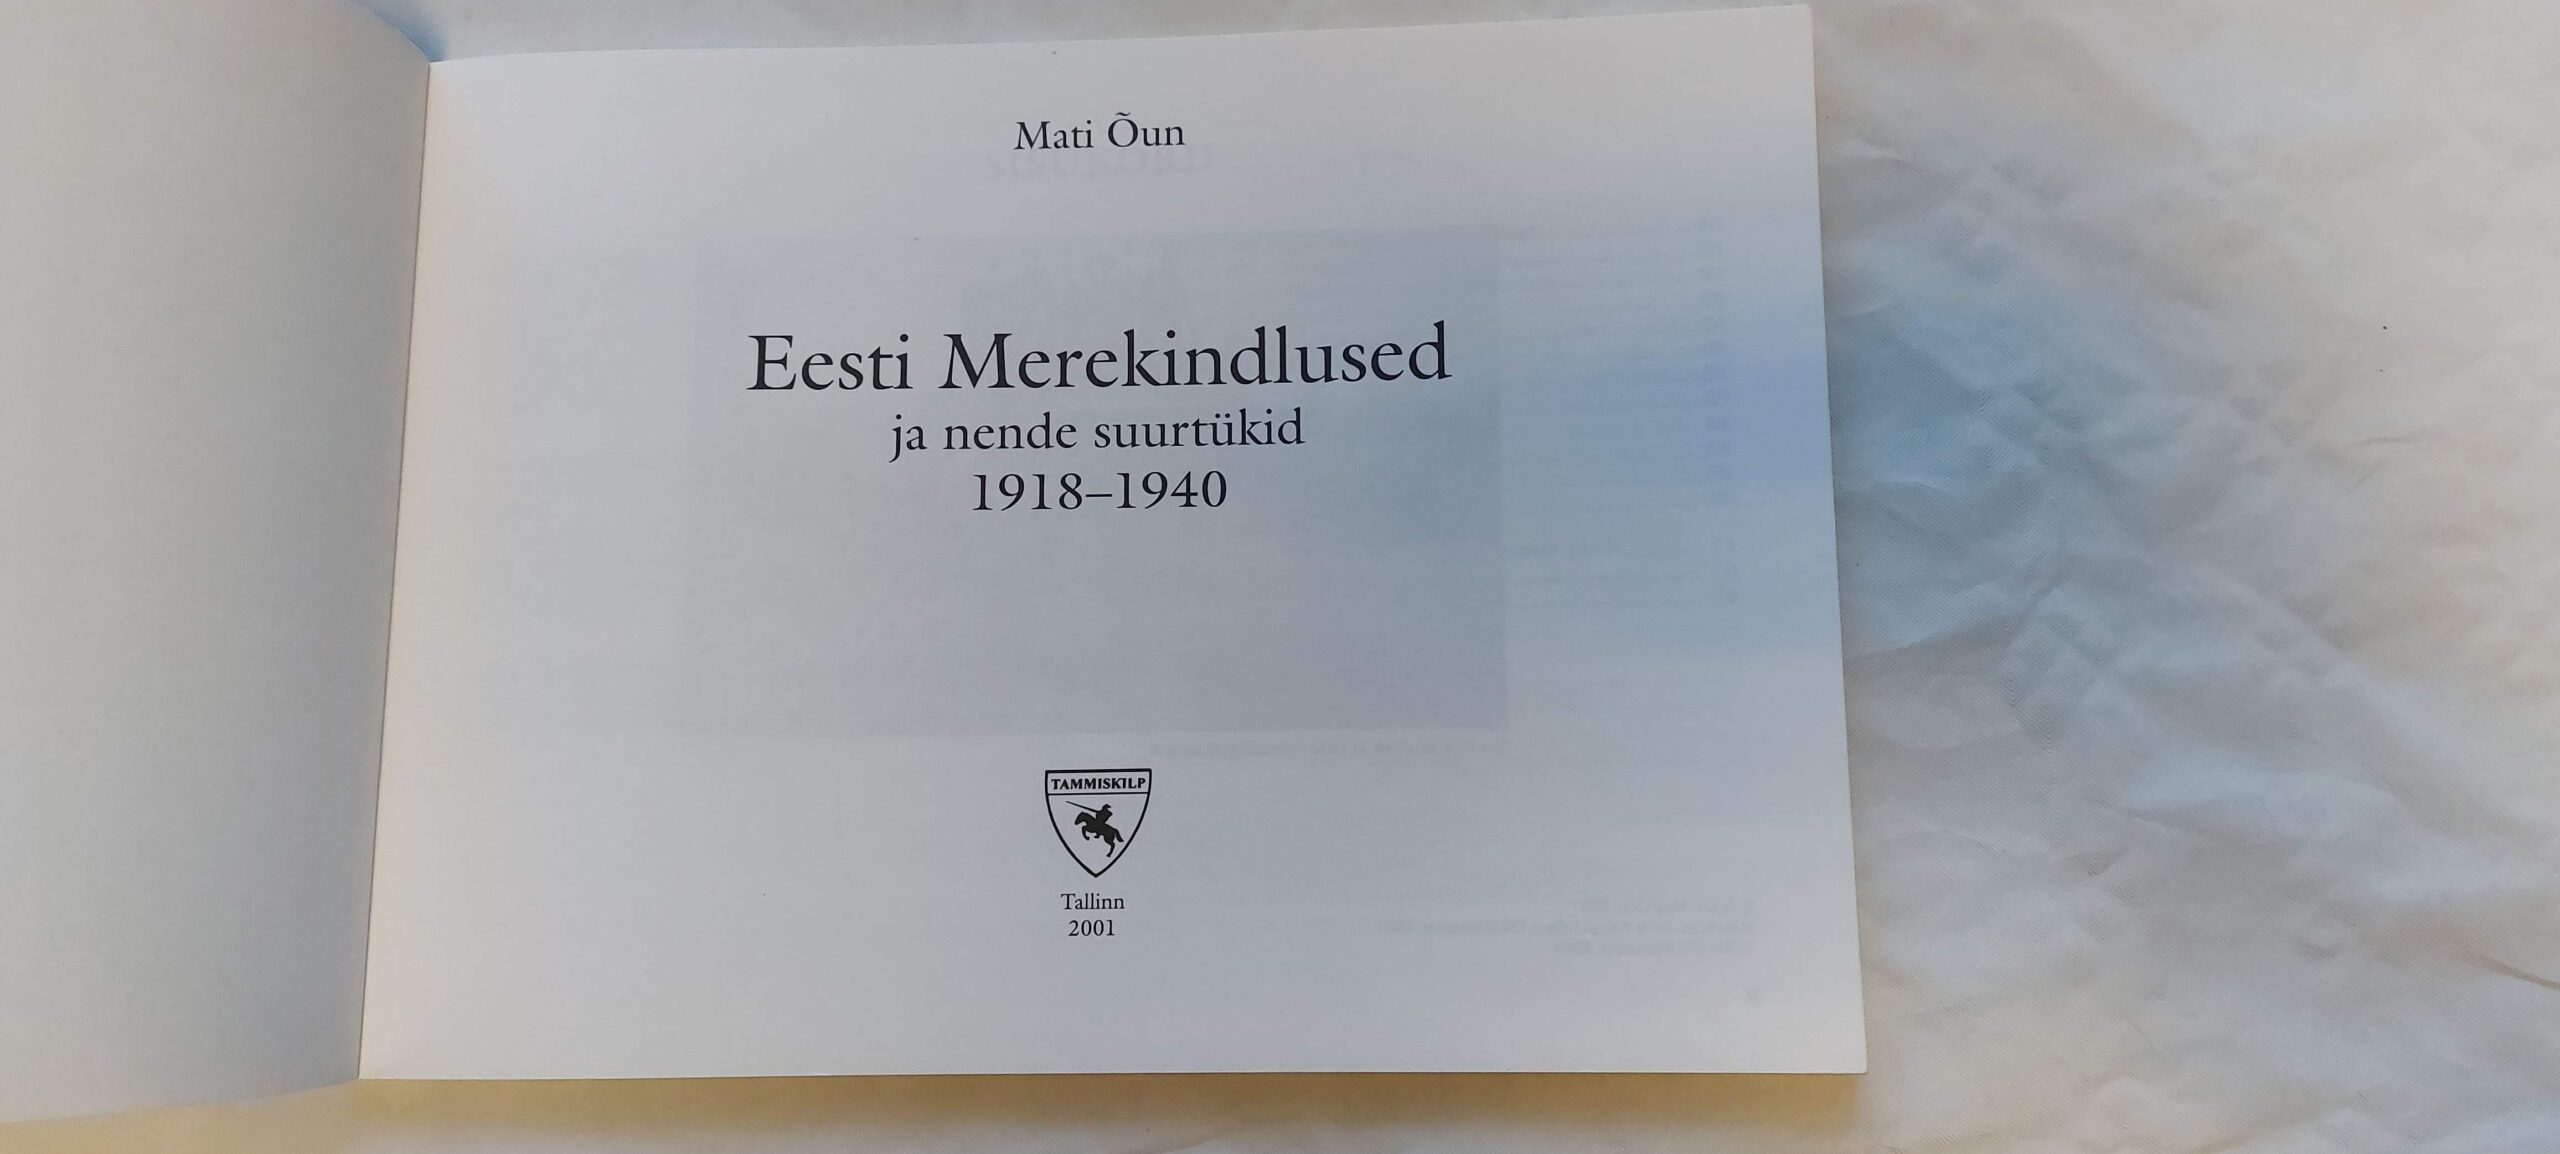 Mati Õun
Eesti Merekindlused
ja nende suurtükid
1918–1940
TAMMISKILP
Tallinn
2001